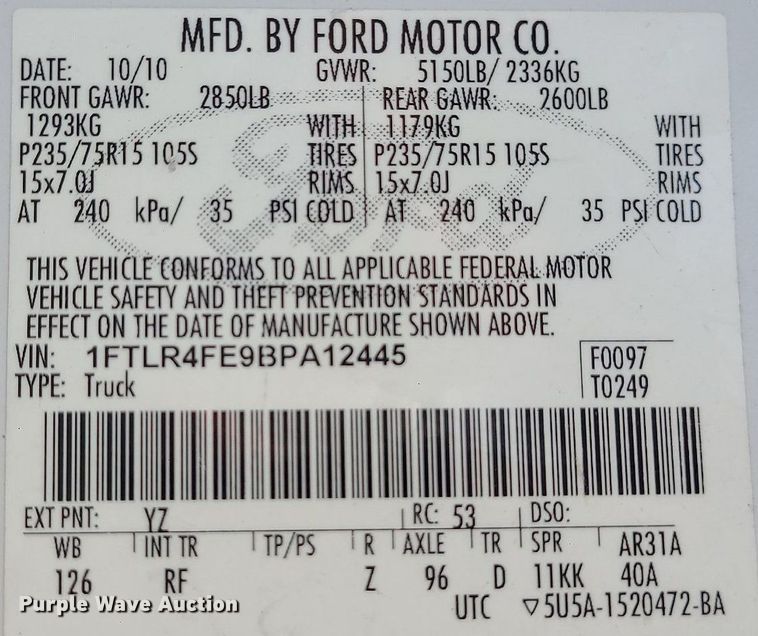 MFD. BY FORD MOTOR CO.
DATE: 10/10 GVWR: 5150LB/ 2336KG
FRONT GAWR: 2850LB REAR GAWR: 2600LB
1293KG WITH 1179KG WITH
P235/75R15 105S TIRES P235/75R15 105S TIRES
15x7.0J RIMS 15x7.0J RIMS
AT 240 kPa/ 35 PSI COLD AT 240 kPa/ 35 PSI COLD
Ford
THIS VEHICLE CONFORMS TO ALL APPLICABLE FEDERAL MOTOR
VEHICLE SAFETY AND THEFT PREVENTION STANDARDS IN
EFFECT ON THE DATE OF MANUFACTURE SHOWN ABOVE.
VIN: 1FTLR4FE9BPA12445 F0097
TYPE: Truck T0249
EXT PNT: YZ RC: 53 DSO:
WB INT TR TP/PS R AXLE TR SPR AR31A
126 RF Z 96 D 11KK 40A
UTC ▽5U5A-1520472-BA
Purple Wave Auction